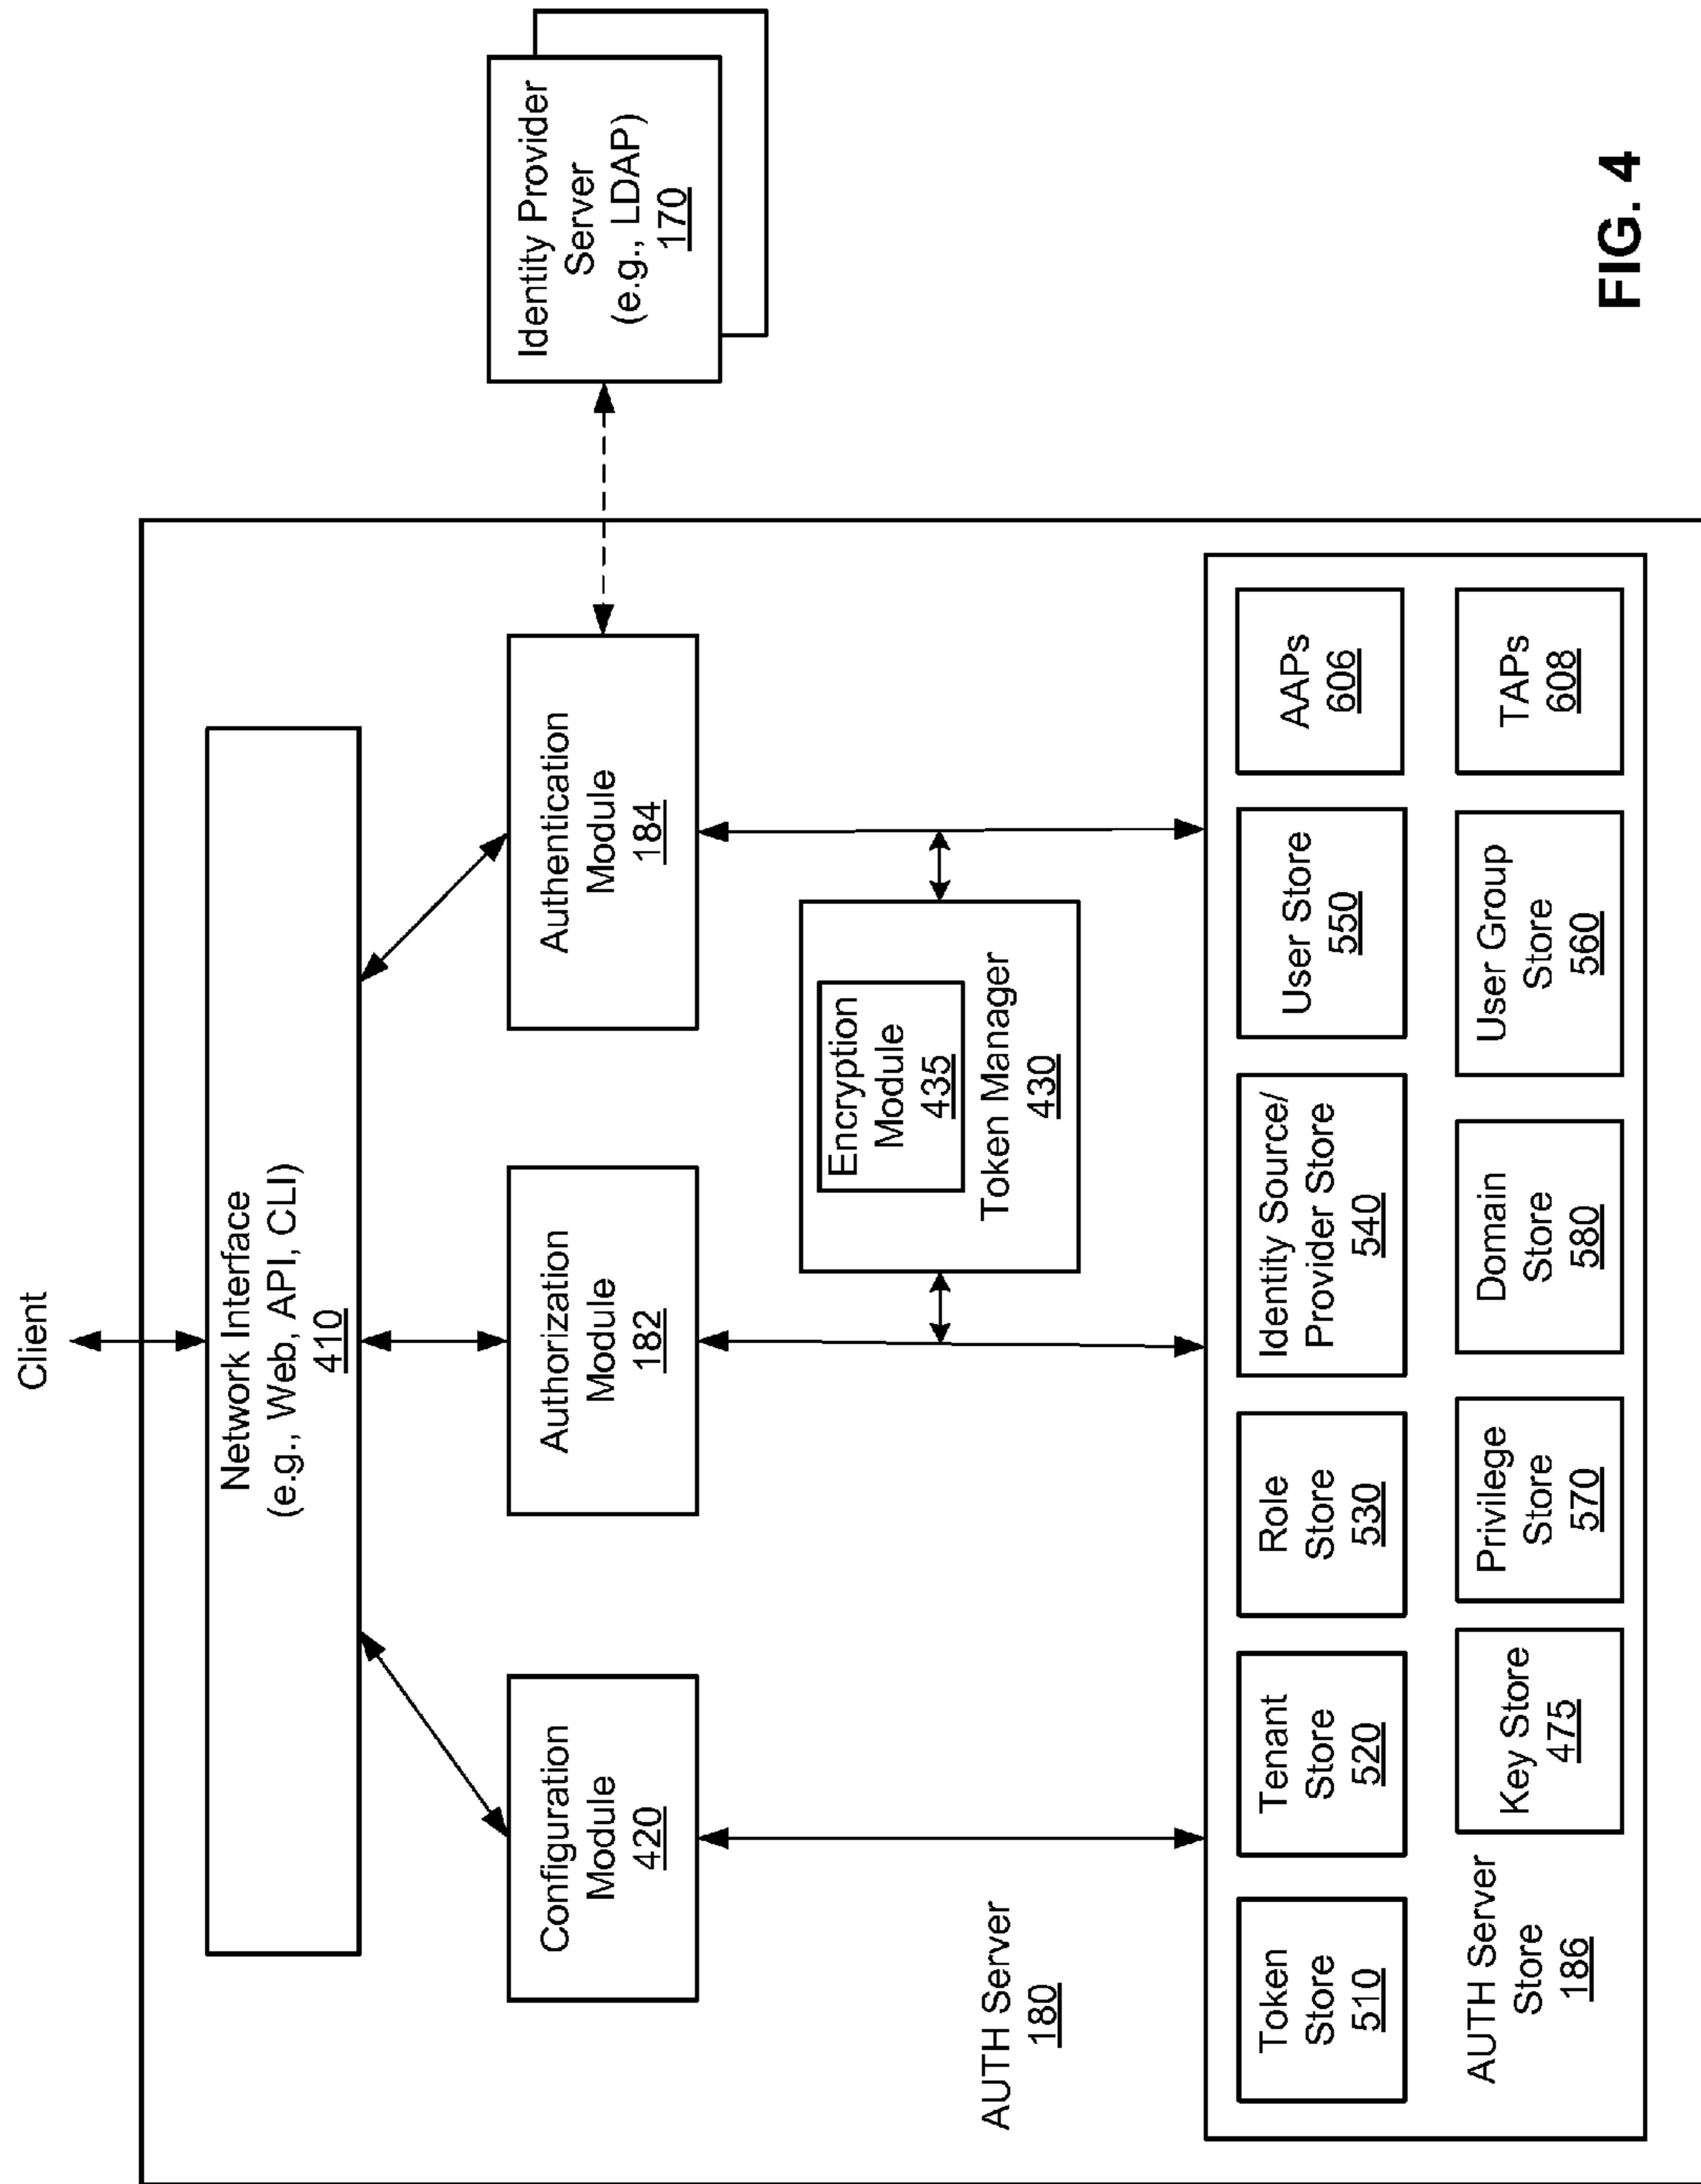 Client
Network Interface
(e.g., Web, API, CLI)
410
Configuration
Module
420
Authorization
Module
182
Authentication
Module
184
Identity Provider
Server
(e.g., LDAP)
170
Encryption
Module
435
Token Manager
430
AUTH Server
180
Token
Store
510
Tenant
Store
520
Role
Store
530
Identity Source/
Provider Store
540
User Store
550
AAPs
606
AUTH Server
Store
186
Key Store
475
Privilege
Store
570
Domain
Store
580
User Group
Store
560
TAPs
608
FIG. 4